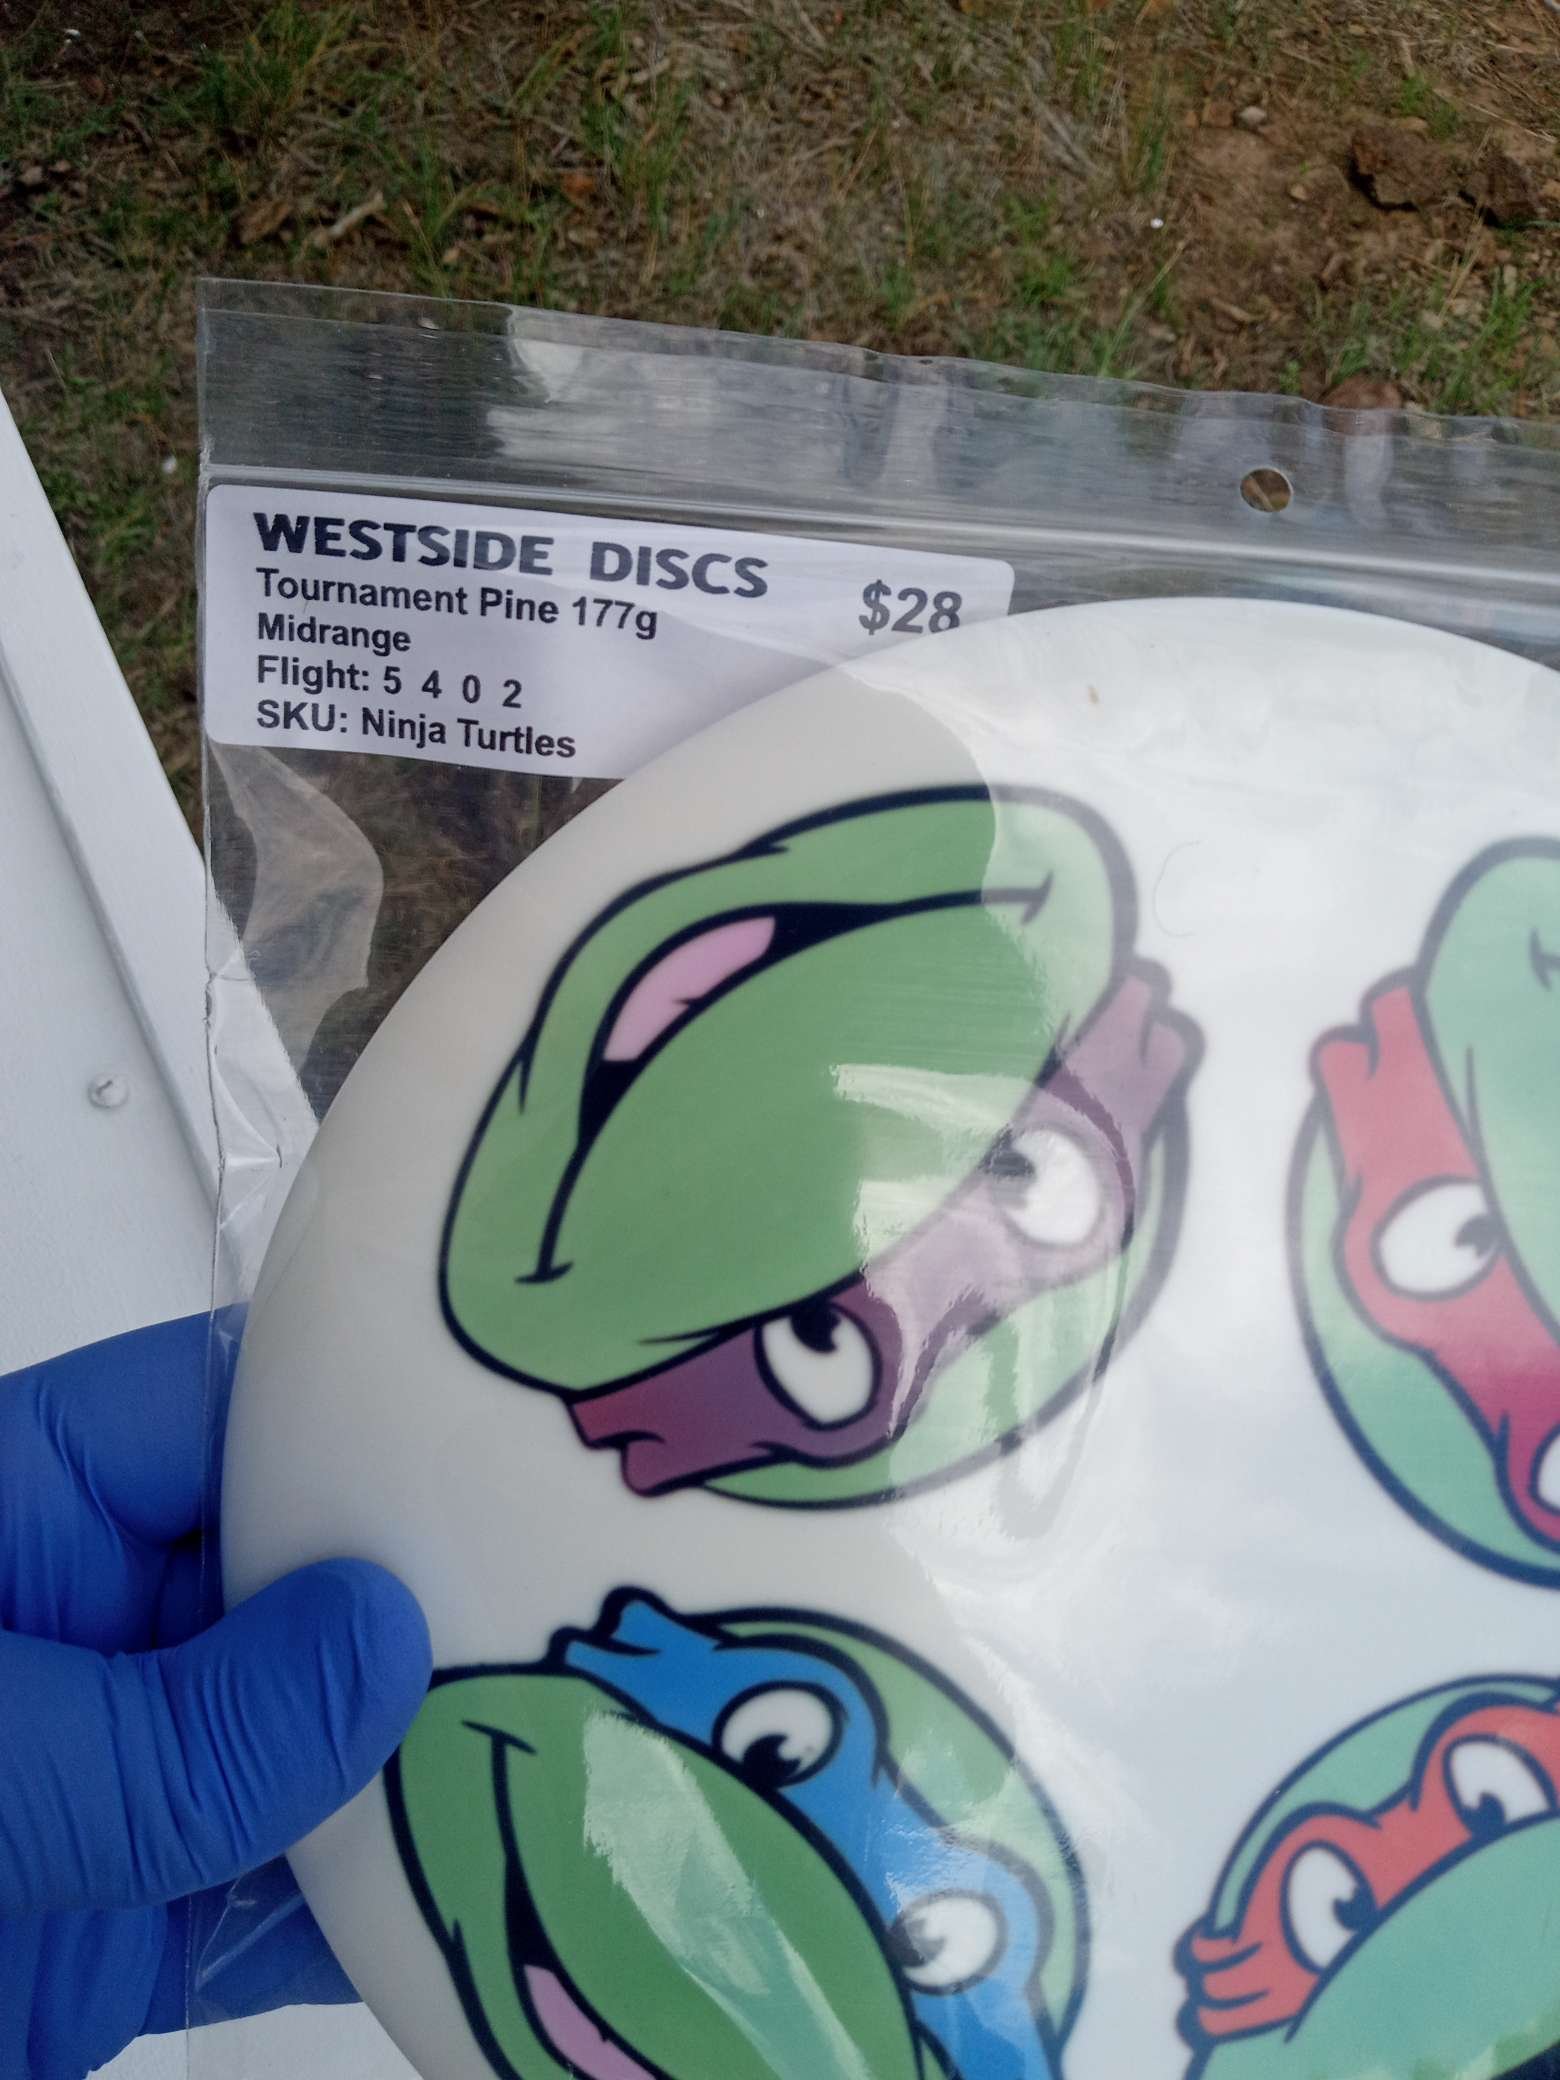 WESTSIDE DISCS
Tournament Pine 177g $28
Midrange
Flight: 5 4 0 2
SKU: Ninja Turtles